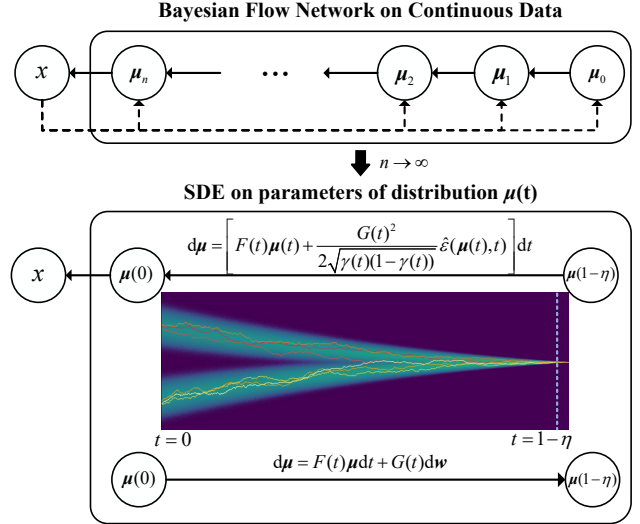 Bayesian Flow Network on Continuous Data
x μₙ ··· μ₂ μ₁ μ₀
n → ∞
SDE on parameters of distribution μ(t)
dμ = [F(t)μ(t) + G(t)² / (2√(γ(t)(1−γ(t)))) ε̂(μ(t), t)] dt
x μ(0) μ(1−η)
t = 0 t = 1−η
dμ = F(t)μdt + G(t)dw
μ(0) μ(1−η)